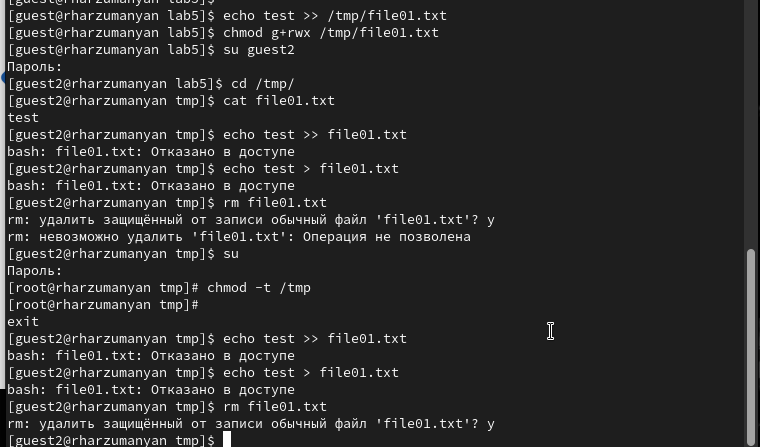 [guest@rharzumanyan lab5]$
[guest@rharzumanyan lab5]$ echo test >> /tmp/file01.txt
[guest@rharzumanyan lab5]$ chmod g+rwx /tmp/file01.txt
[guest@rharzumanyan lab5]$ su guest2
Пароль:
[guest2@rharzumanyan lab5]$ cd /tmp/
[guest2@rharzumanyan tmp]$ cat file01.txt
test
[guest2@rharzumanyan tmp]$ echo test >> file01.txt
bash: file01.txt: Отказано в доступе
[guest2@rharzumanyan tmp]$ echo test > file01.txt
bash: file01.txt: Отказано в доступе
[guest2@rharzumanyan tmp]$ rm file01.txt
rm: удалить защищённый от записи обычный файл 'file01.txt'? y
rm: невозможно удалить 'file01.txt': Операция не позволена
[guest2@rharzumanyan tmp]$ su
Пароль:
[root@rharzumanyan tmp]# chmod -t /tmp
[root@rharzumanyan tmp]#
exit
[guest2@rharzumanyan tmp]$ echo test >> file01.txt
bash: file01.txt: Отказано в доступе
[guest2@rharzumanyan tmp]$ echo test > file01.txt
bash: file01.txt: Отказано в доступе
[guest2@rharzumanyan tmp]$ rm file01.txt
rm: удалить защищённый от записи обычный файл 'file01.txt'? y
[guest2@rharzumanyan tmp]$